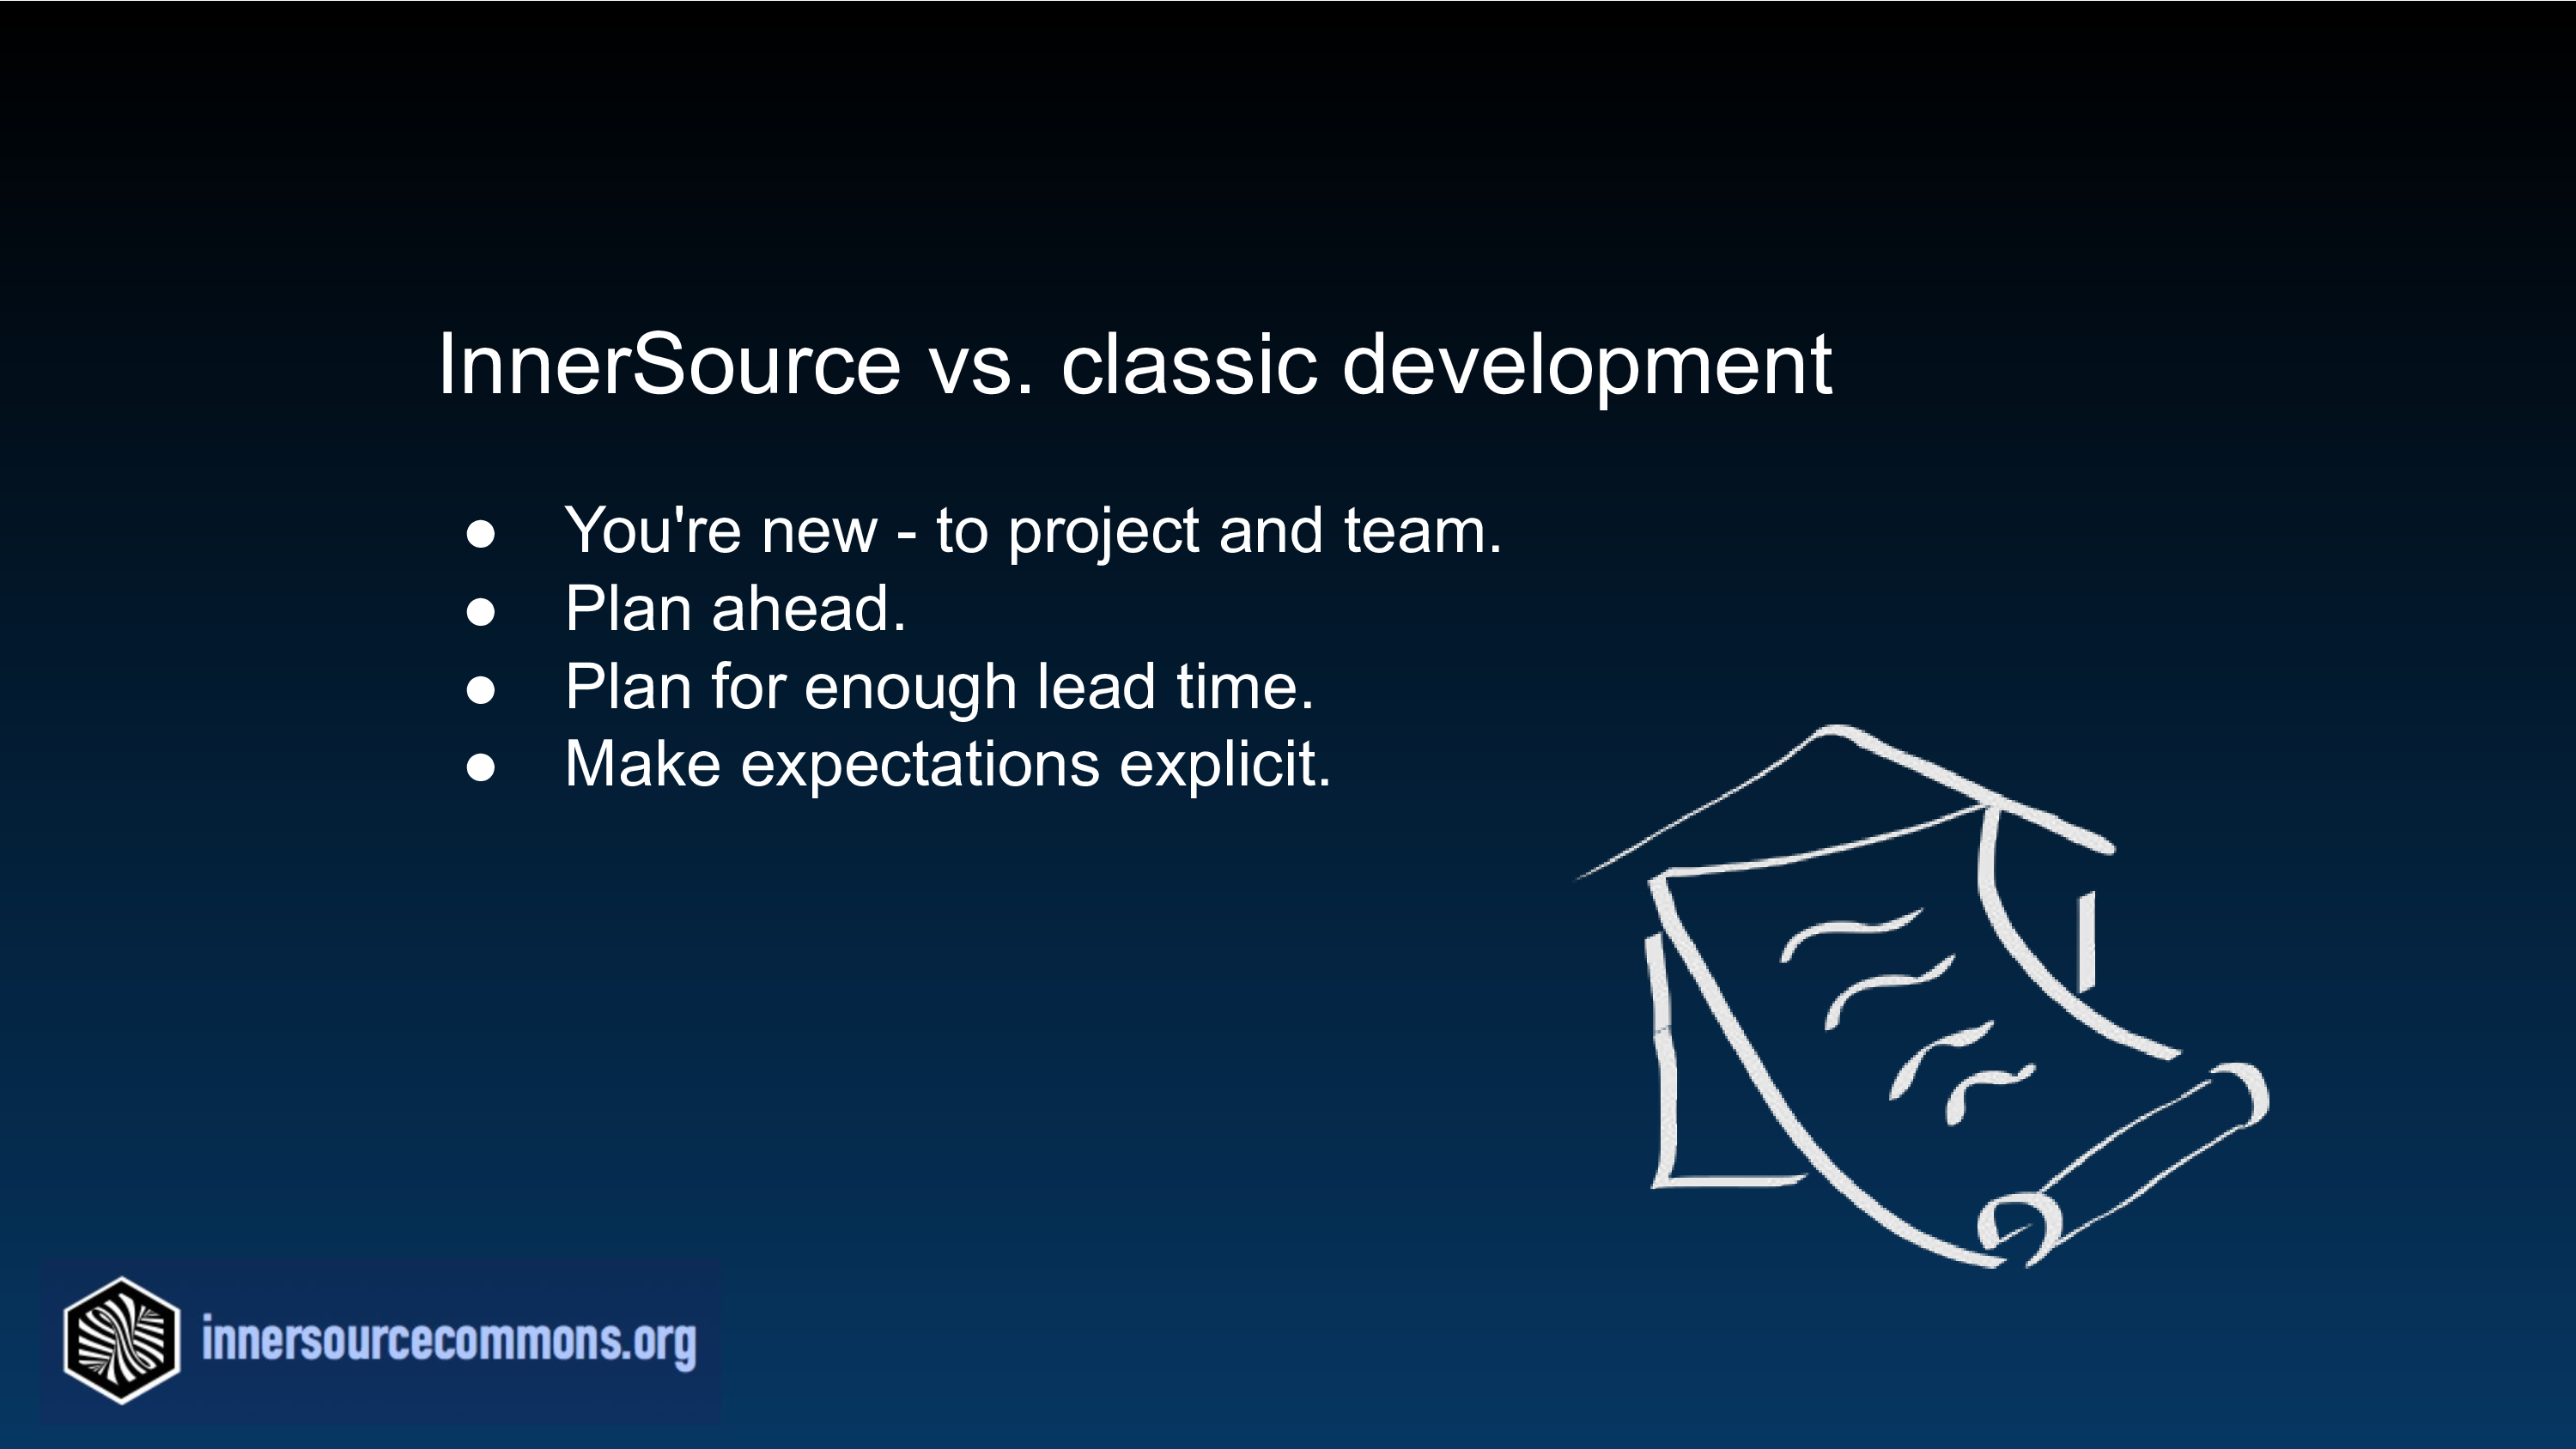 InnerSource vs. classic development
● You're new - to project and team.
● Plan ahead.
● Plan for enough lead time.
● Make expectations explicit.
innersourcecommons.org